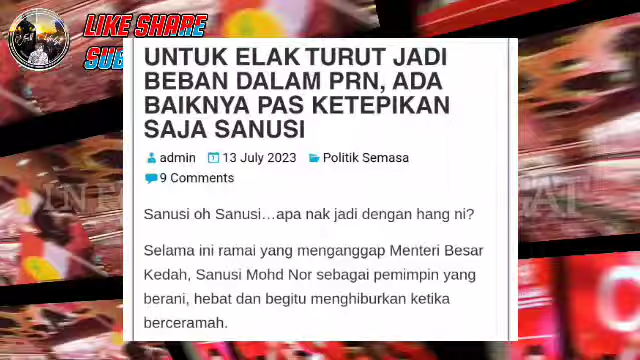 LIKE SHARE
SUB
UNTUK ELAK TURUT JADI
BEBAN DALAM PRN, ADA
BAIKNYA PAS KETEPIKAN
SAJA SANUSI
admin 13 July 2023 Politik Semasa
9 Comments
Sanusi oh Sanusi…apa nak jadi dengan hang ni?
Selama ini ramai yang menganggap Menteri Besar
Kedah, Sanusi Mohd Nor sebagai pemimpin yang
berani, hebat dan begitu menghiburkan ketika
berceramah.